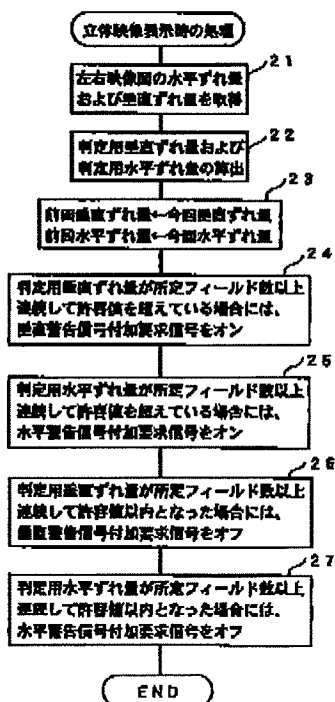 立体映像表示時の処理
21
左右映像間の水平ずれ量
および垂直ずれ量を取得
22
判定用垂直ずれ量および
判定用水平ずれ量の算出
23
前回垂直ずれ量←今回垂直ずれ量
前回水平ずれ量←今回水平ずれ量
24
判定用垂直ずれ量が所定フィールド数以上
連続して許容値を超えている場合には、
垂直警告信号付加要求信号をオン
25
判定用水平ずれ量が所定フィールド数以上
連続して許容値を超えている場合には、
水平警告信号付加要求信号をオン
26
判定用垂直ずれ量が所定フィールド数以上
連続して許容値以内となった場合には、
垂直警告信号付加要求信号をオフ
27
判定用水平ずれ量が所定フィールド数以上
連続して許容値以内となった場合には、
水平警告信号付加要求信号をオフ
END